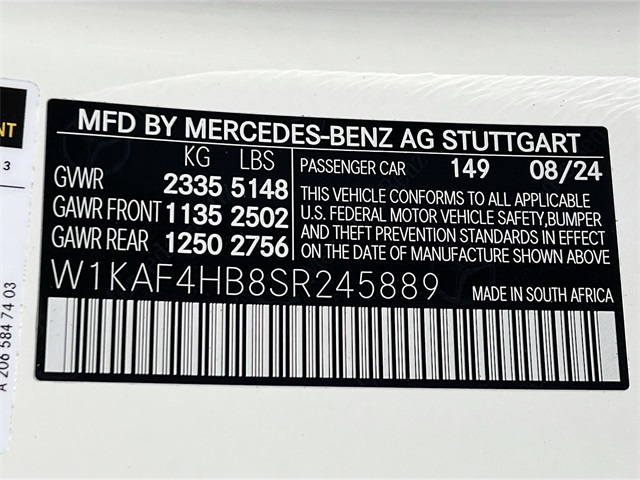 MFD BY MERCEDES-BENZ AG STUTTGART
KG LBS
GVWR 2335 5148
GAWR FRONT 1135 2502
GAWR REAR 1250 2756
PASSENGER CAR 149 08/24
THIS VEHICLE CONFORMS TO ALL APPLICABLE
U.S. FEDERAL MOTOR VEHICLE SAFETY,BUMPER
AND THEFT PREVENTION STANDARDS IN EFFECT
ON THE DATE OF MANUFACTURE SHOWN ABOVE
W1KAF4HB8SR245889
MADE IN SOUTH AFRICA
NT
3
A 206 584 74 03